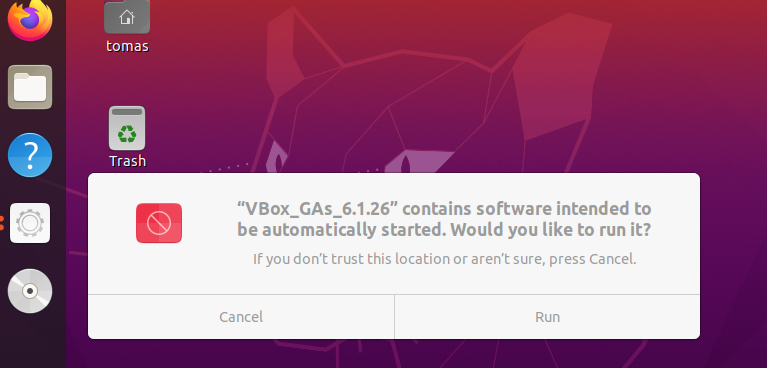 tomas
Trash
“VBox_GAs_6.1.26” contains software intended to
be automatically started. Would you like to run it?
If you don’t trust this location or aren’t sure, press Cancel.
Cancel
Run